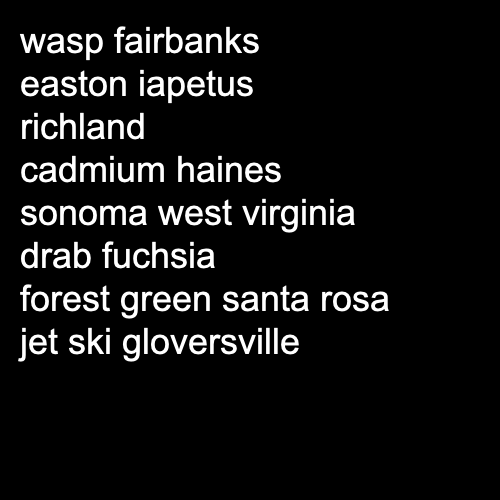 wasp fairbanks
easton iapetus
richland
cadmium haines
sonoma west virginia
drab fuchsia
forest green santa rosa
jet ski gloversville